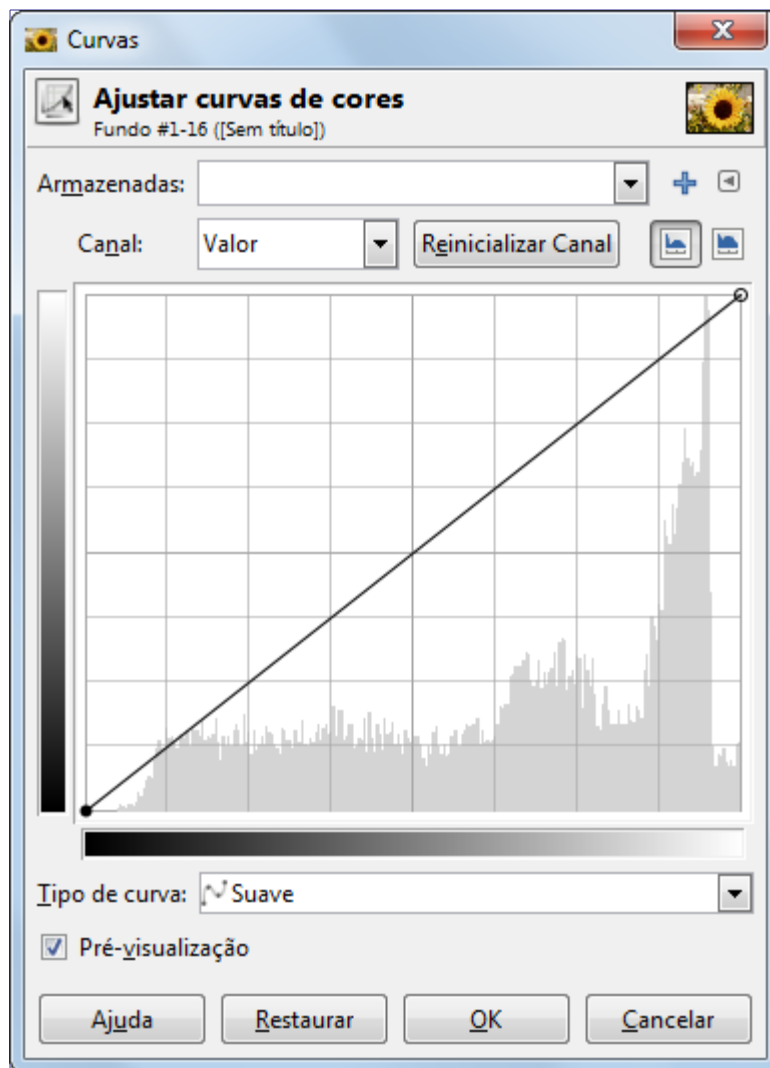 Curvas
Ajustar curvas de cores
Fundo #1-16 ([Sem título])
Armazenadas:
Canal: Valor Reinicializar Canal
Tipo de curva: Suave
Pré-visualização
Ajuda Restaurar OK Cancelar